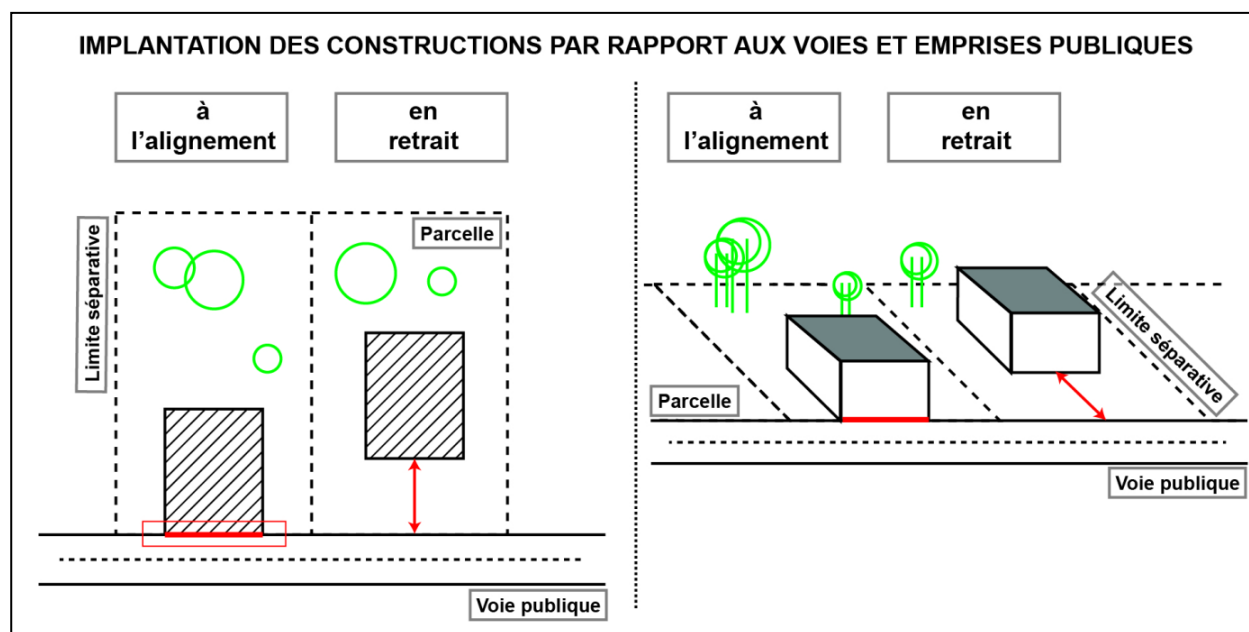 IMPLANTATION DES CONSTRUCTIONS PAR RAPPORT AUX VOIES ET EMPRISES PUBLIQUES
à
l'alignement
en
retrait
Limite séparative
Parcelle
Voie publique
à
l'alignement
en
retrait
Limite séparative
Parcelle
Voie publique